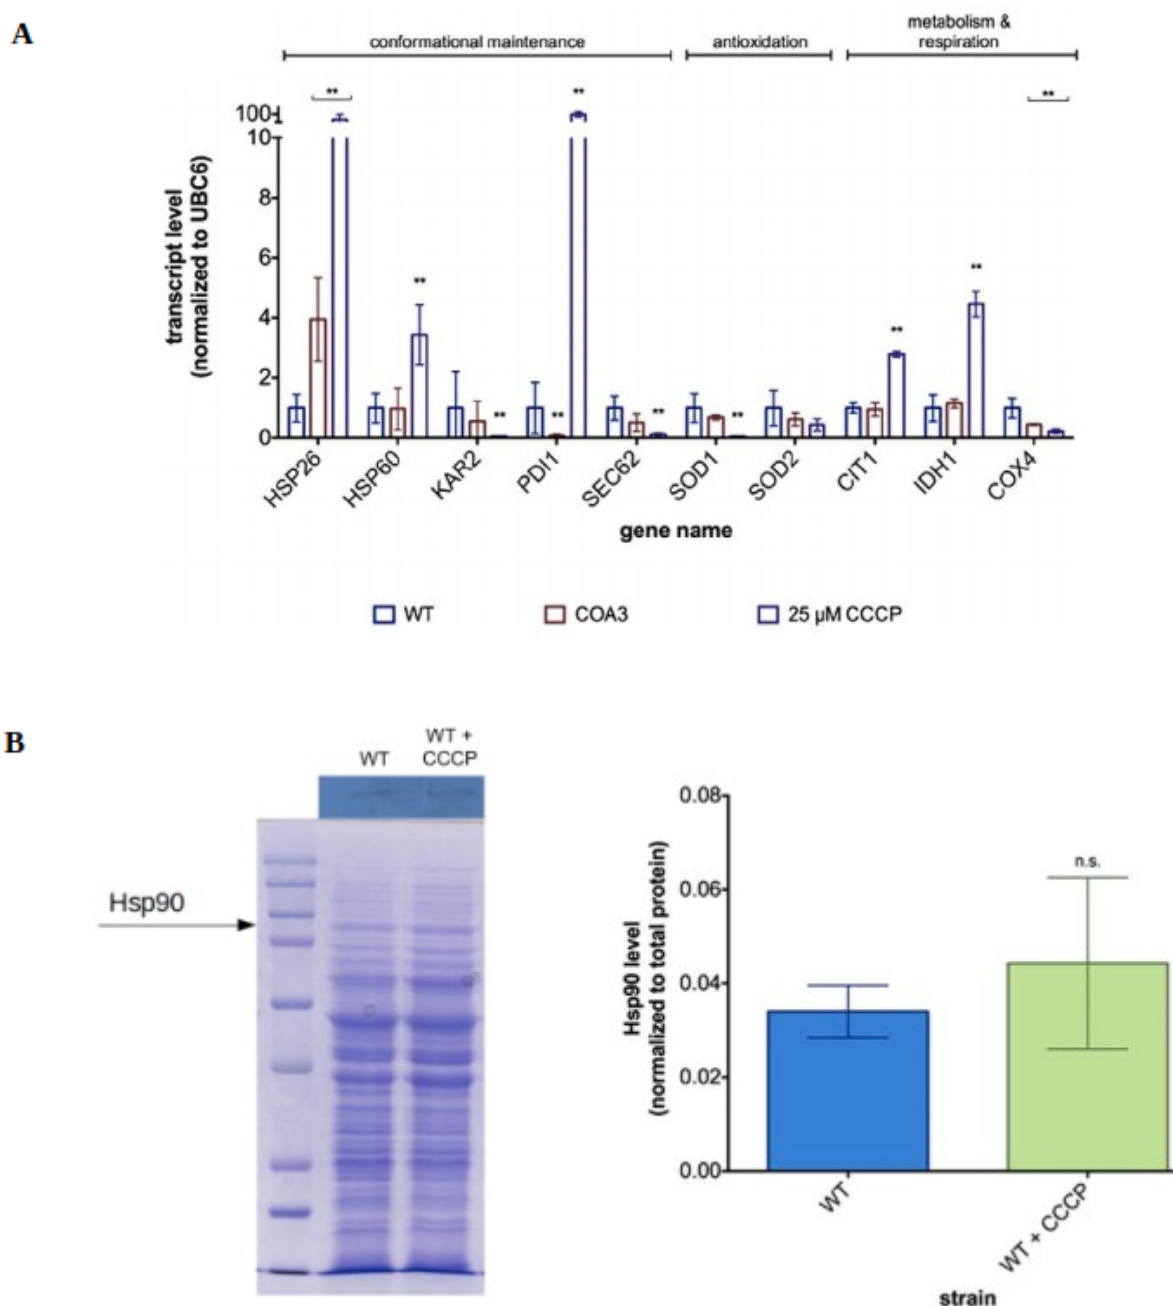 A
conformational maintenance
antioxidation
metabolism &
respiration
**
**
**
100
10
8
6
4
2
0
transcript level
(normalized to UBC6)
**
**
**
**
**
**
**
HSP26
HSP60
KAR2
PDI1
SEC62
SOD1
SOD2
CIT1
IDH1
COX4
gene name
WT
COA3
25 µM CCCP
B
WT
WT +
CCCP
Hsp90
0.08
0.06
0.04
0.02
0.00
Hsp90 level
(normalized to total protein)
n.s.
WT
WT + CCCP
strain